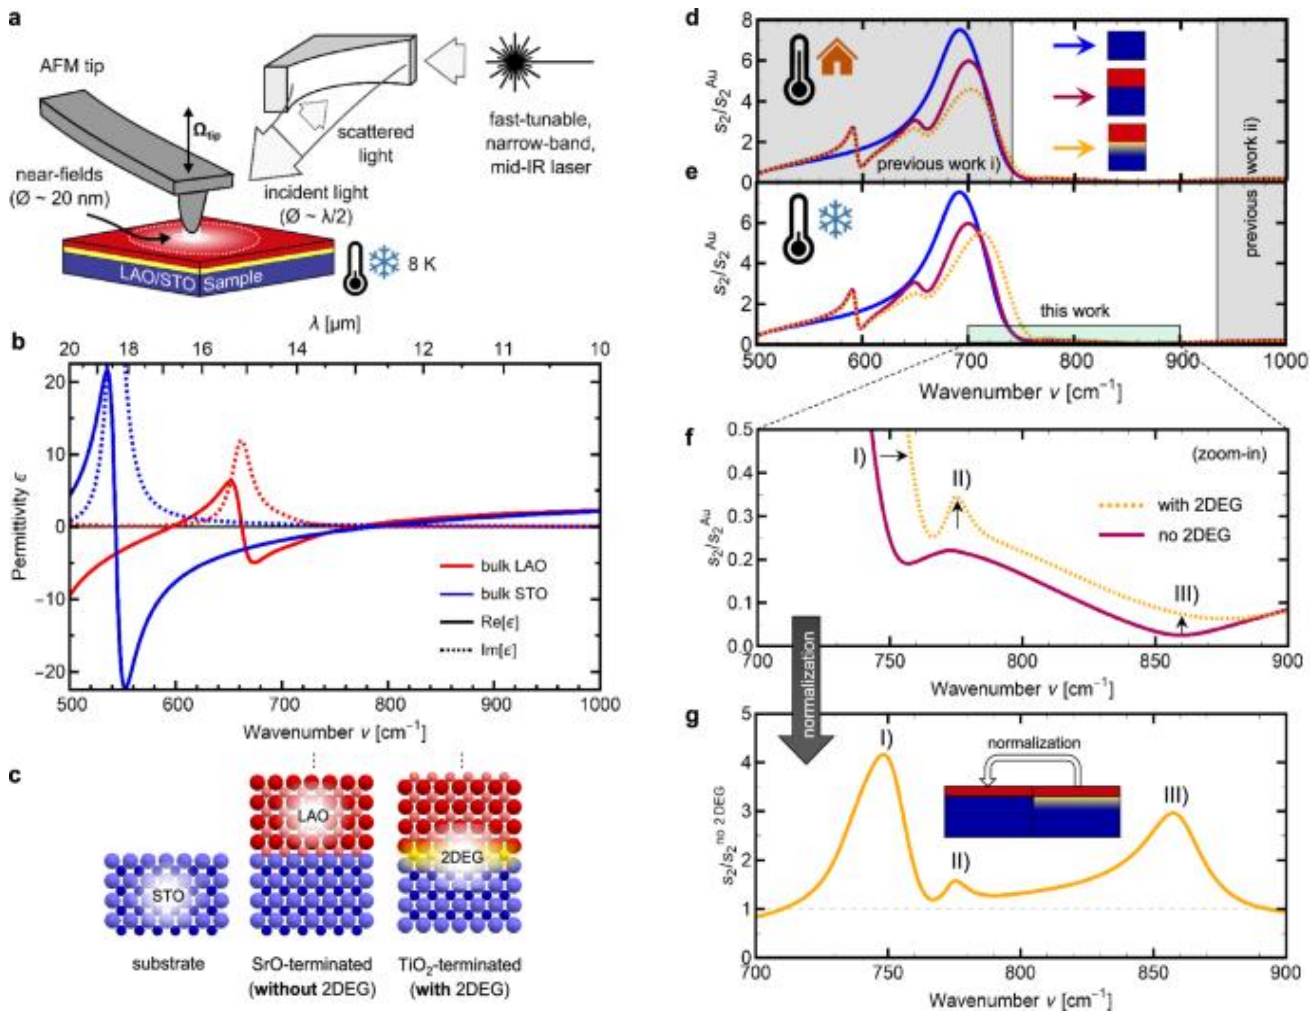 a
AFM tip
Ω_tip
scattered
light
fast-tunable,
narrow-band,
mid-IR laser
near-fields
(Ø ~ 20 nm)
incident light
(Ø ~ λ/2)
LAO/STO Sample
8 K
b
λ [µm]
20 18 16 14 12 11 10
Permittivity ϵ
20
10
0
−10
−20
bulk LAO
bulk STO
Re[ϵ]
Im[ϵ]
500 600 700 800 900 1000
Wavenumber ν [cm⁻¹]
c
STO
LAO
2DEG
substrate
SrO-terminated
(without 2DEG)
TiO₂-terminated
(with 2DEG)
d
s₂/s₂^Au
8
6
4
2
0
previous work i)
previous work ii)
e
s₂/s₂^Au
6
4
2
0
this work
500 600 700 800 900 1000
Wavenumber ν [cm⁻¹]
f
s₂/s₂^Au
0.5
0.4
0.3
0.2
0.1
0.0
I)
II)
III)
(zoom-in)
with 2DEG
no 2DEG
700 750 800 850 900
Wavenumber ν [cm⁻¹]
normalization
g
s₂/s₂^no 2DEG
5
4
3
2
1
0
I)
II)
III)
normalization
700 750 800 850 900
Wavenumber ν [cm⁻¹]